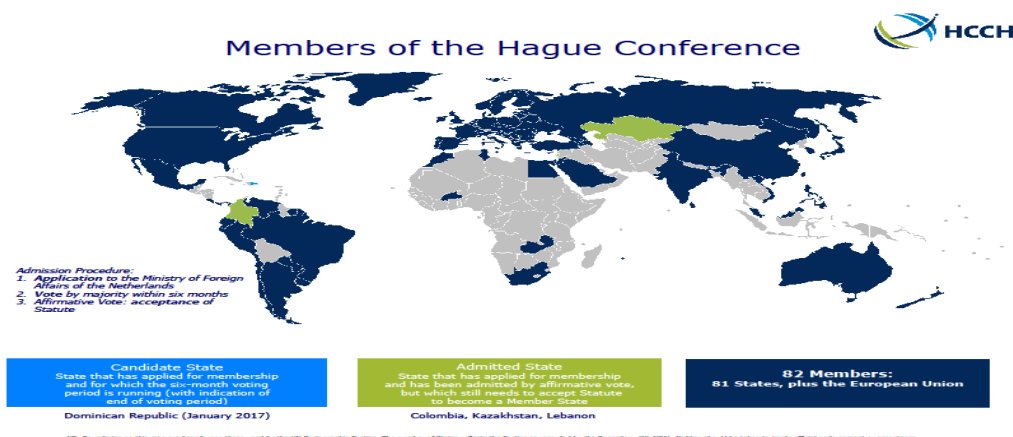 HCCH
Members of the Hague Conference
Admission Procedure:
1. Application to the Ministry of Foreign
Affairs of the Netherlands
2. Vote by majority within six months
3. Affirmative Vote: acceptance of
Statute
Candidate State
State that has applied for membership
and for which the six-month voting
period is running (with indication of
end of voting period)
Dominican Republic (January 2017)
Admitted State
State that has applied for membership
and has been admitted by affirmative vote,
but which still needs to accept Statute
to become a Member State
Colombia, Kazakhstan, Lebanon
82 Members:
81 States, plus the European Union